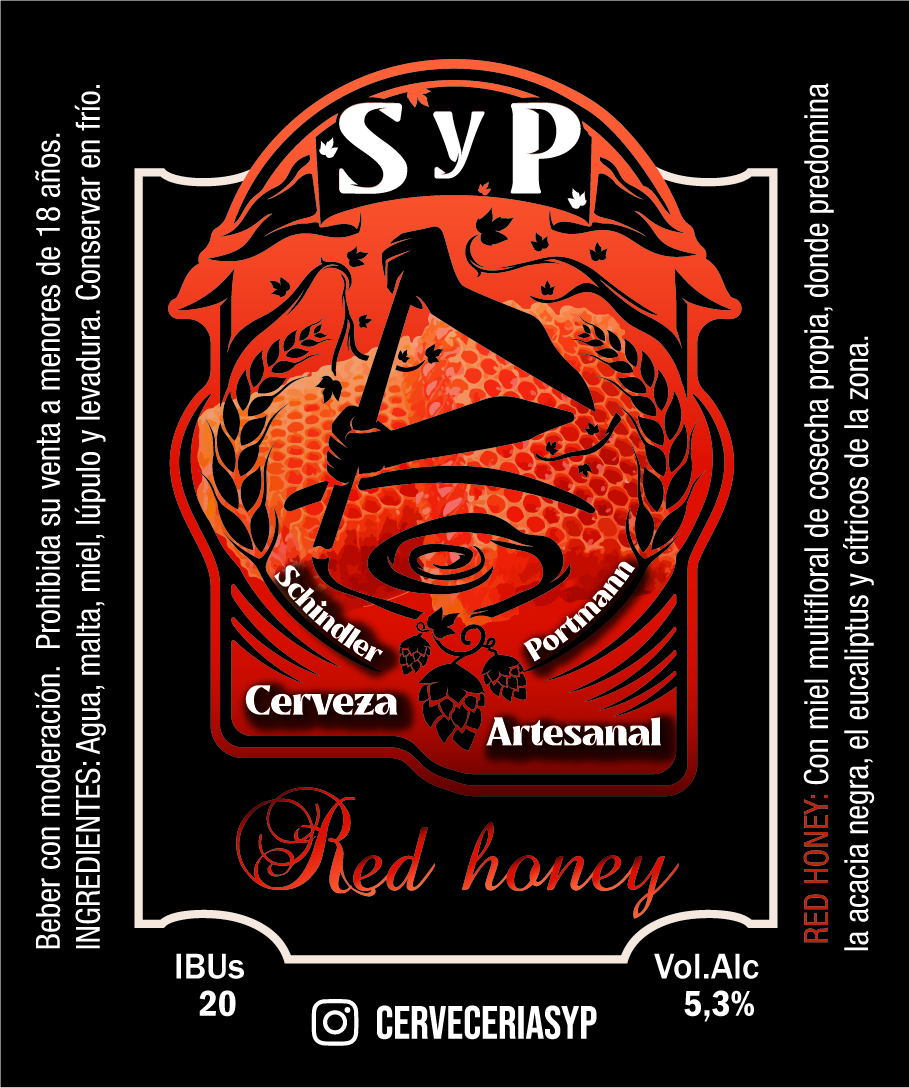 SyP
Schindler
Portmann
Cerveza
Artesanal
Red honey
IBUs
20
Vol.Alc
5,3%
CERVECERIASYP
Beber con moderación.  Prohibida su venta a menores de 18 años.
INGREDIENTES: Agua, malta, miel, lúpulo y levadura. Conservar en frío.
RED HONEY: Con miel multifloral de cosecha propia, donde predomina
la acacia negra, el eucaliptus y cítricos de la zona.